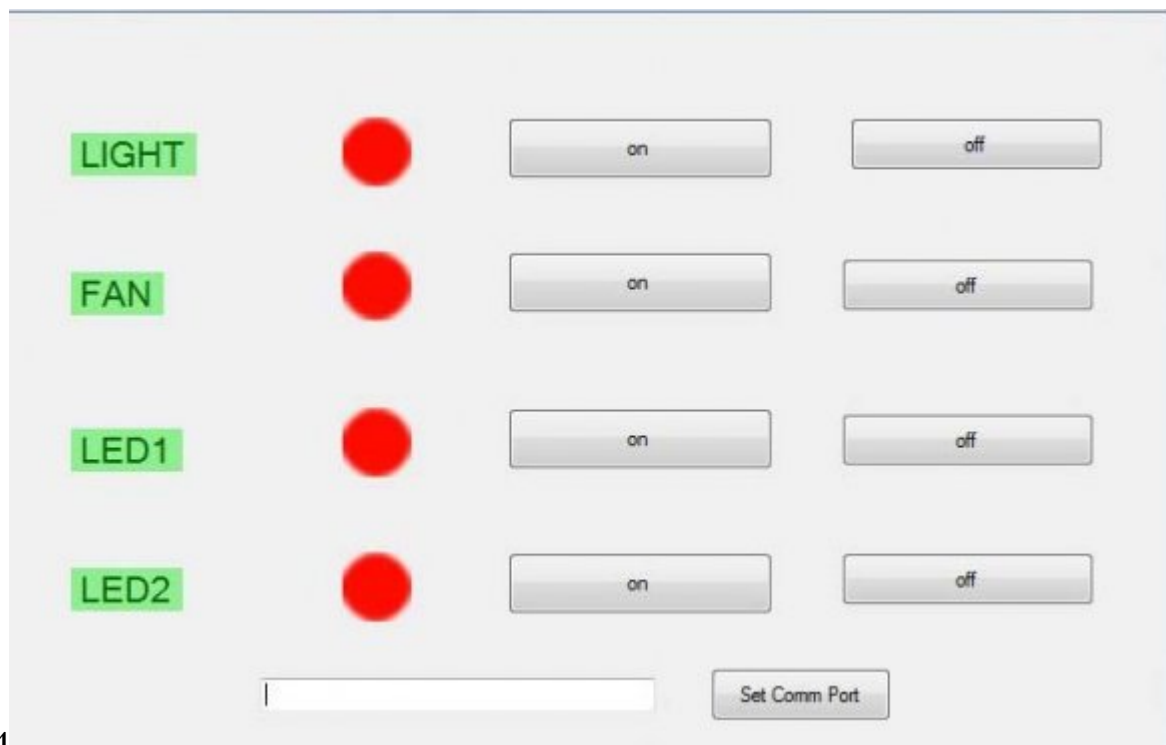 LIGHT on off
FAN on off
LED1 on off
LED2 on off
Set Comm Port